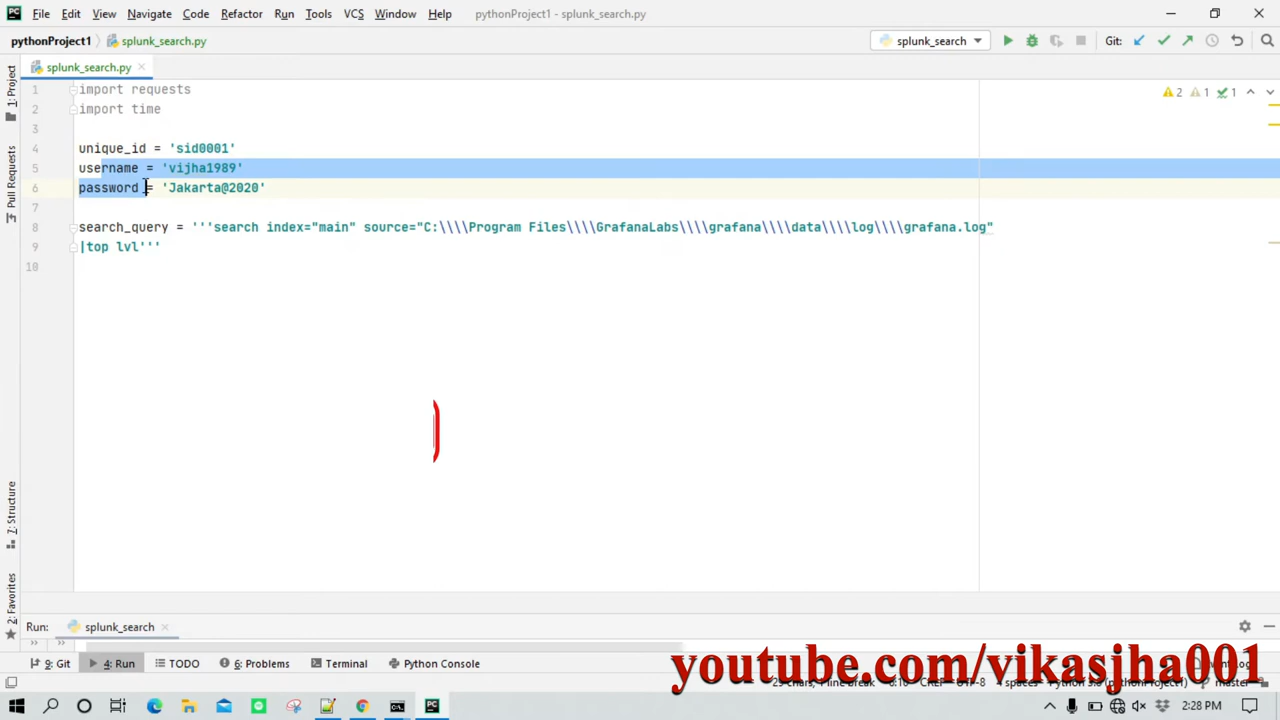 File Edit View Navigate Code Refactor Run Tools VCS Window Help pythonProject1 - splunk_search.py
pythonProject1 splunk_search.py splunk_search Git:
splunk_search.py
1 import requests 2 1 1
2 import time
3
4 unique_id = 'sid0001'
5 username = 'vijha1989'
6 password = 'Jakarta@2020'
7
8 search_query = '''search index="main" source="C:\\\\Program Files\\\\GrafanaLabs\\\\grafana\\\\data\\\\log\\\\grafana.log"
9 |top lvl'''
10
1: Project
Pull Requests
7: Structure
2: Favorites
Run: splunk_search
9: Git 4: Run TODO 6: Problems Terminal Python Console
youtube.com/vikasjha001
master
2:28 PM